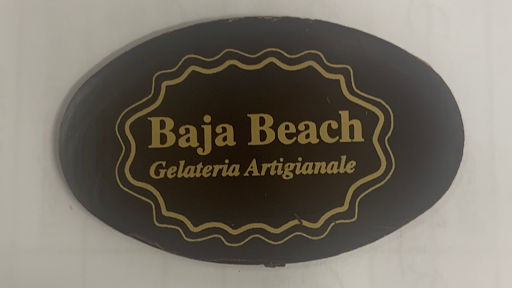 Baja Beach
Gelateria Artigianale